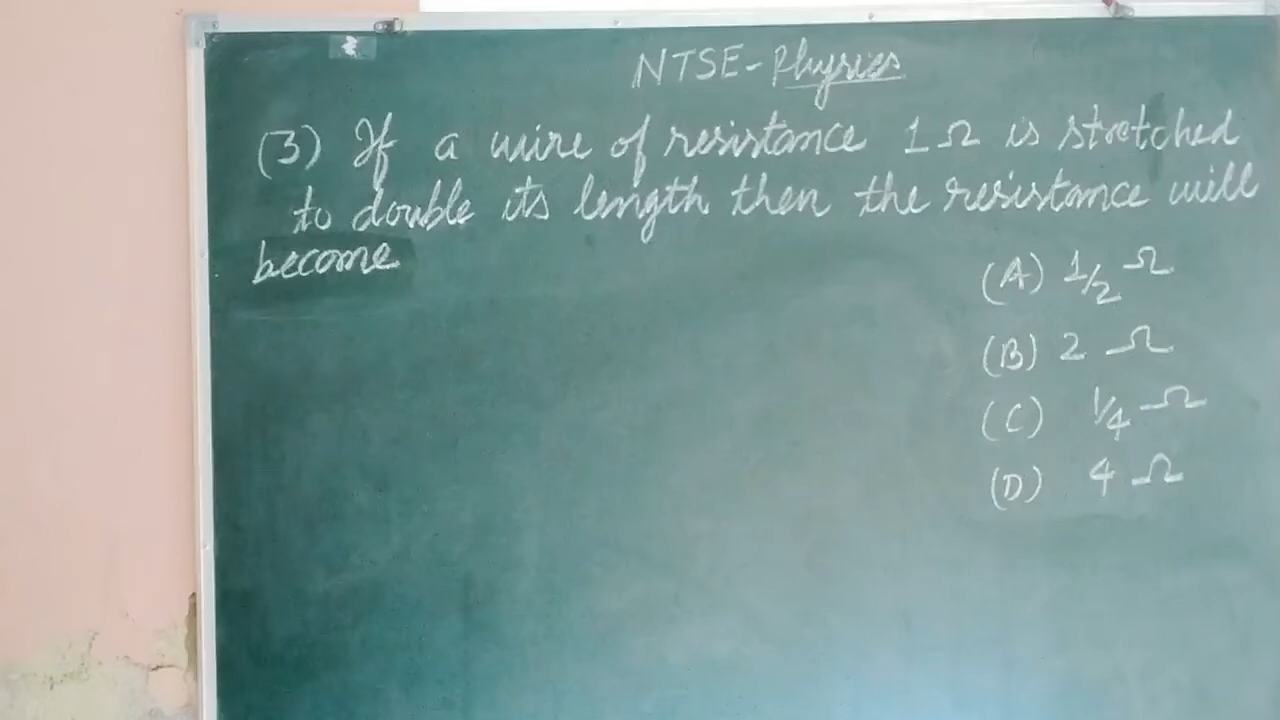 NTSE-Physics
(3) If a wire of resistance 1Ω is stretched
to double its length then the resistance will
become
(A) 1/2 Ω
(B) 2 Ω
(C) 1/4 Ω
(D) 4 Ω